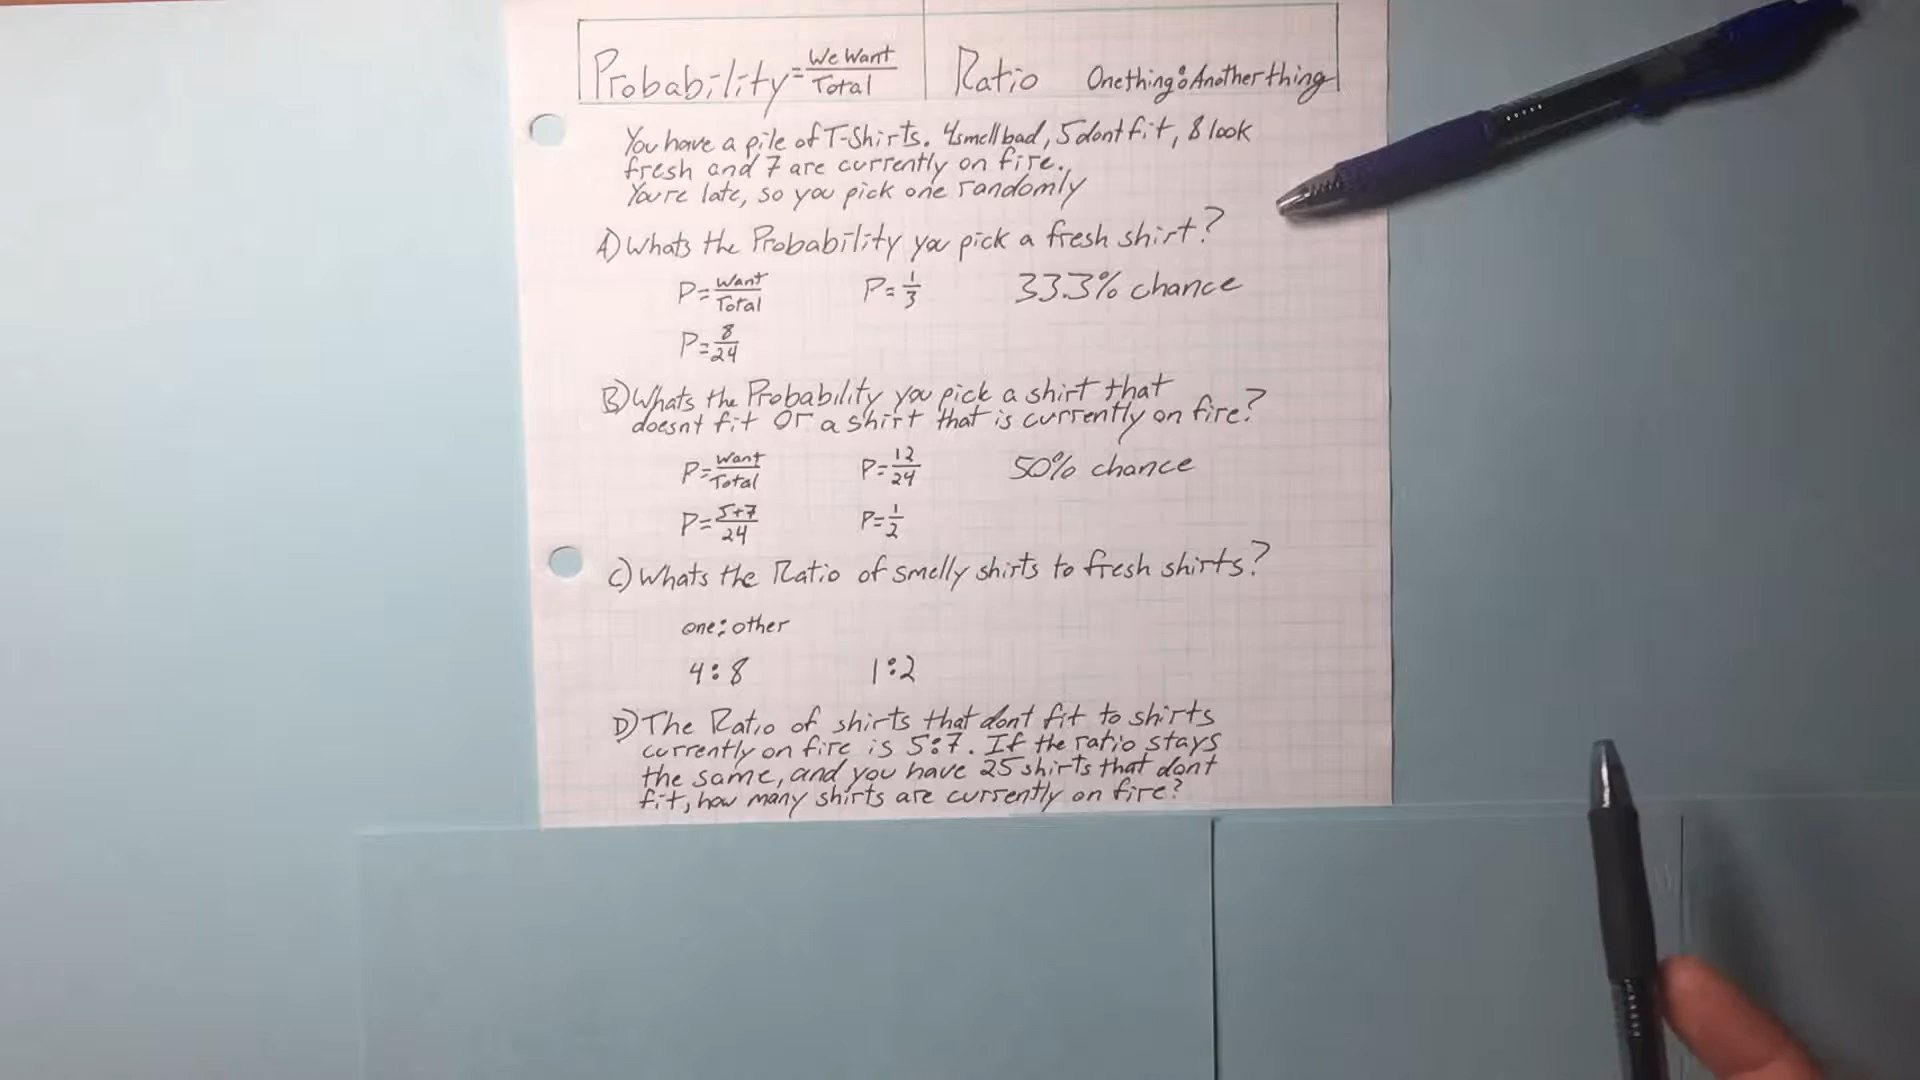 Probability = We Want / Total
Ratio One thing : Another thing
You have a pile of T-Shirts. 4 smell bad, 5 dont fit, 8 look
fresh and 7 are currently on fire.
You're late, so you pick one randomly
A) Whats the Probability you pick a fresh shirt?
P = Want / Total P = 1/3 33.3% chance
P = 8/24
B) Whats the Probability you pick a shirt that
doesnt fit or a shirt that is currently on fire?
P = Want / Total P = 12/24 50% chance
P = 5+7/24 P = 1/2
C) Whats the Ratio of smelly shirts to fresh shirts?
one : other
4 : 8 1 : 2
D) The Ratio of shirts that dont fit to shirts
currently on fire is 5:7. If the ratio stays
the same, and you have 25 shirts that dont
fit, how many shirts are currently on fire?